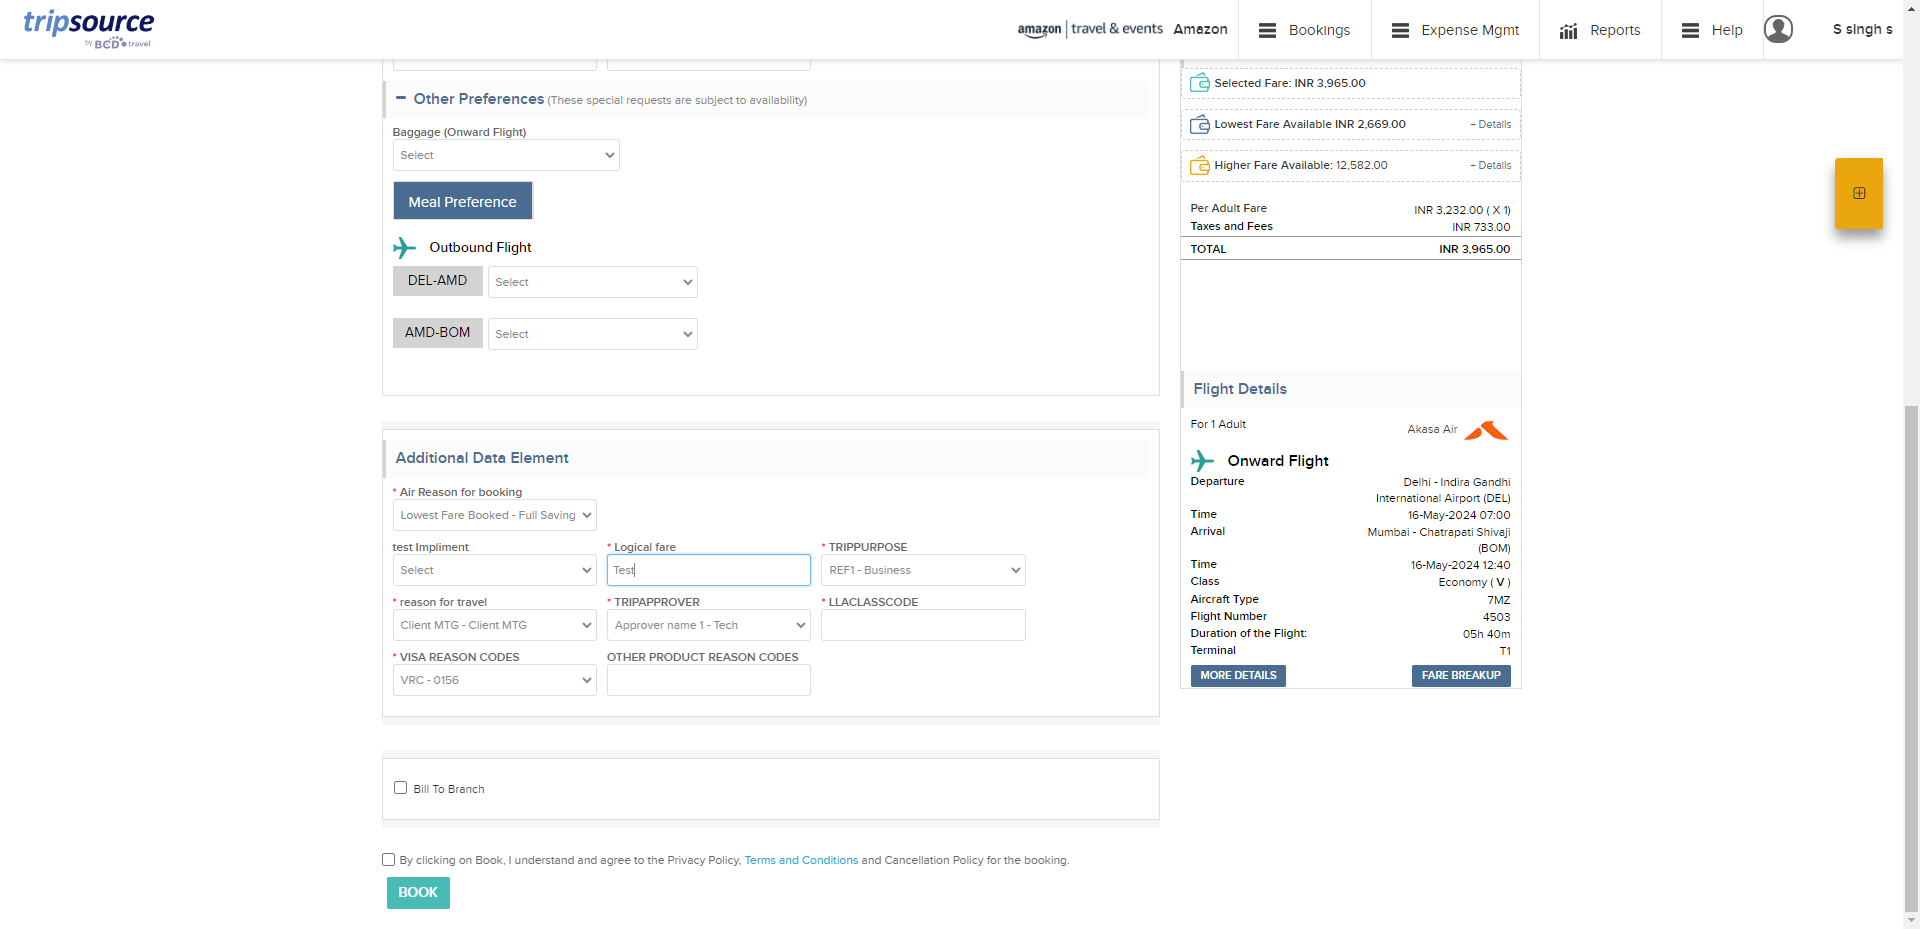 tripsource
by BCD travel
amazon | travel & events Amazon
Bookings
Expense Mgmt
Reports
Help
S singh s
Other Preferences (These special requests are subject to availability)
Baggage (Onward Flight)
Select
Meal Preference
Outbound Flight
DEL-AMD Select
AMD-BOM Select
Additional Data Element
* Air Reason for booking
Lowest Fare Booked - Full Saving
test Impliment * Logical fare * TRIPPURPOSE
Select Test REF1 - Business
* reason for travel * TRIPAPPROVER * LLACLASSCODE
Client MTG - Client MTG Approver name 1 - Tech
* VISA REASON CODES OTHER PRODUCT REASON CODES
VRC - 0156
Bill To Branch
By clicking on Book, I understand and agree to the Privacy Policy, Terms and Conditions and Cancellation Policy for the booking.
BOOK
Selected Fare: INR 3,965.00
Lowest Fare Available INR 2,669.00 + Details
Higher Fare Available: 12,582.00 + Details
Per Adult Fare INR 3,232.00 ( X 1)
Taxes and Fees INR 733.00
TOTAL INR 3,965.00
Flight Details
For 1 Adult Akasa Air
Onward Flight
Departure Delhi - Indira Gandhi
International Airport (DEL)
Time 16-May-2024 07:00
Arrival Mumbai - Chatrapati Shivaji
(BOM)
Time 16-May-2024 12:40
Class Economy ( V )
Aircraft Type 7MZ
Flight Number 4503
Duration of the Flight: 05h 40m
Terminal T1
MORE DETAILS FARE BREAKUP